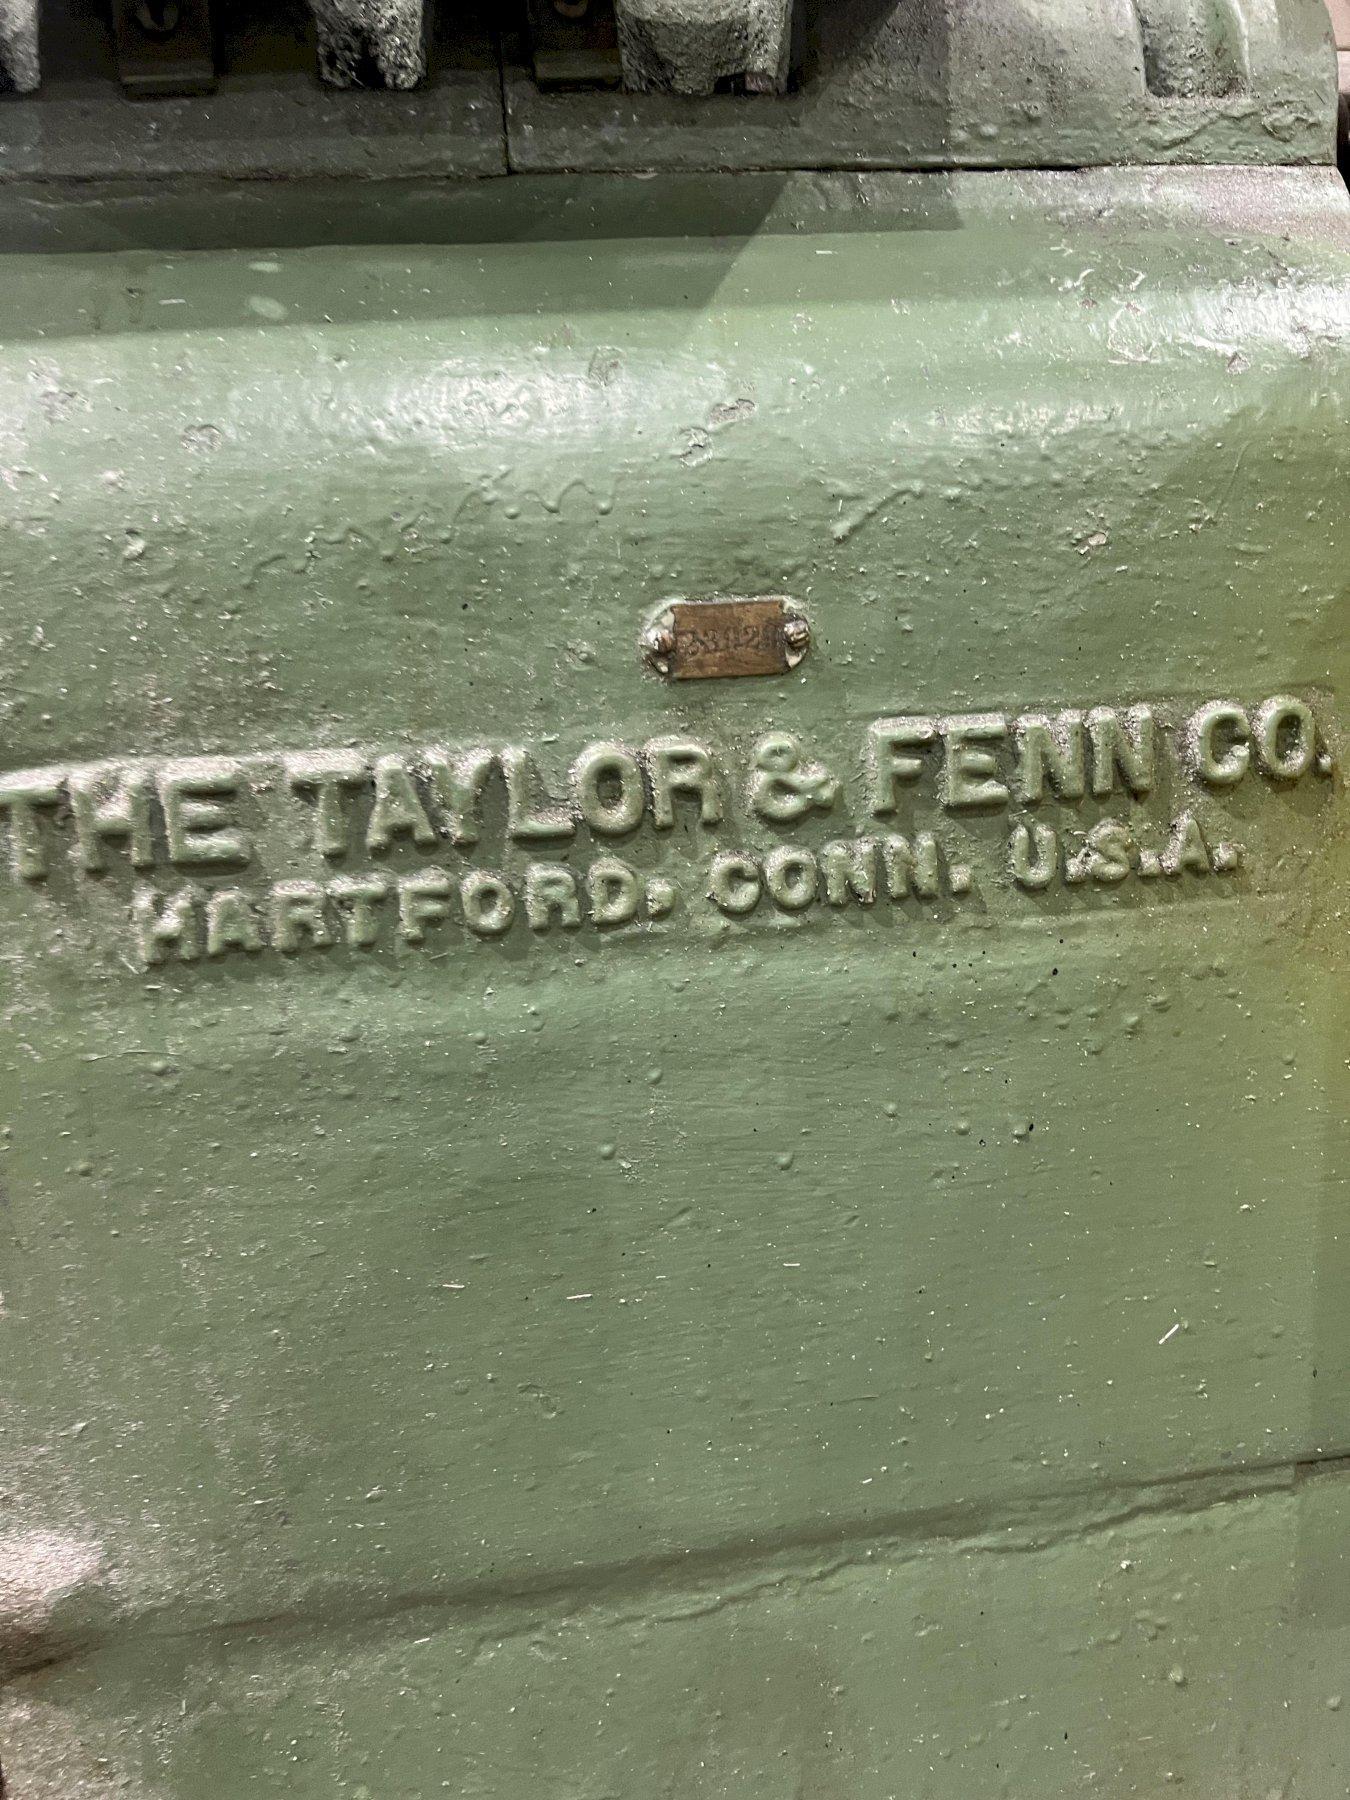 THE TAYLOR & FENN CO.
HARTFORD. CONN. U.S.A.